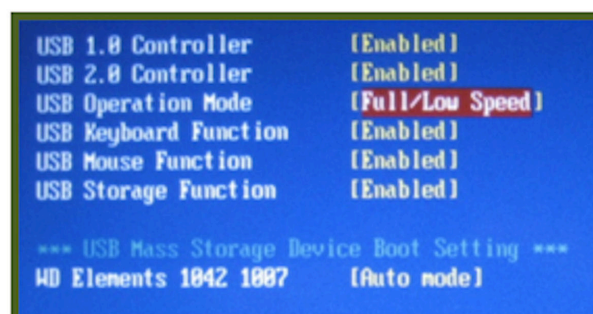 USB 1.0 Controller [Enabled]
USB 2.0 Controller [Enabled]
USB Operation Mode [Full/Low Speed]
USB Keyboard Function [Enabled]
USB Mouse Function [Enabled]
USB Storage Function [Enabled]
*** USB Mass Storage Device Boot Setting ***
WD Elements 1042 1007 [Auto mode]